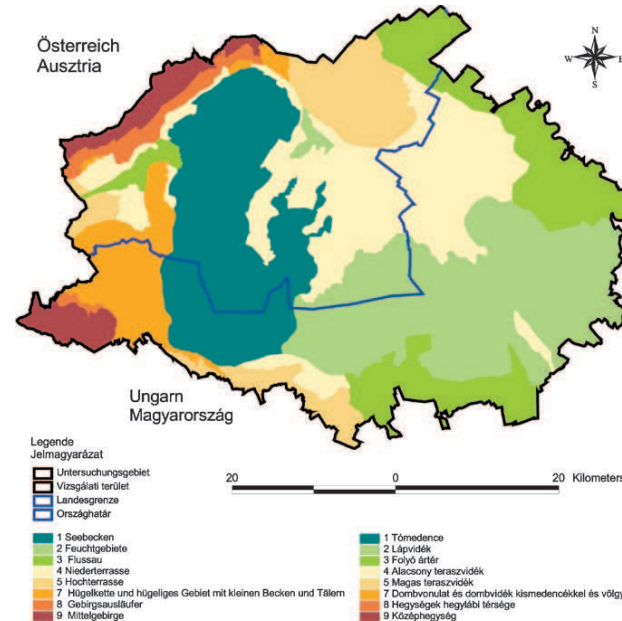 Österreich
Ausztria
N
W E
S
Ungarn
Magyarország
Legende
Jelmagyarázat
Untersuchungsgebiet
Vizsgálati terület
Landesgrenze
Országhatár
20 0 20 Kilometers
1 Seebecken
2 Feuchtgebiete
3 Flussau
4 Niederterrasse
5 Hochterrasse
7 Hügelkette und hügeliges Gebiet mit kleinen Becken und Tälern
8 Gebirgsausläufer
9 Mittelgebirge
1 Tómedence
2 Lápvidék
3 Folyó ártér
4 Alacsony teraszvidék
5 Magas teraszvidék
7 Dombvonulat és dombvidék kismedencékkel és völgy
8 Hegységek hegylábi térsége
9 Középhegység